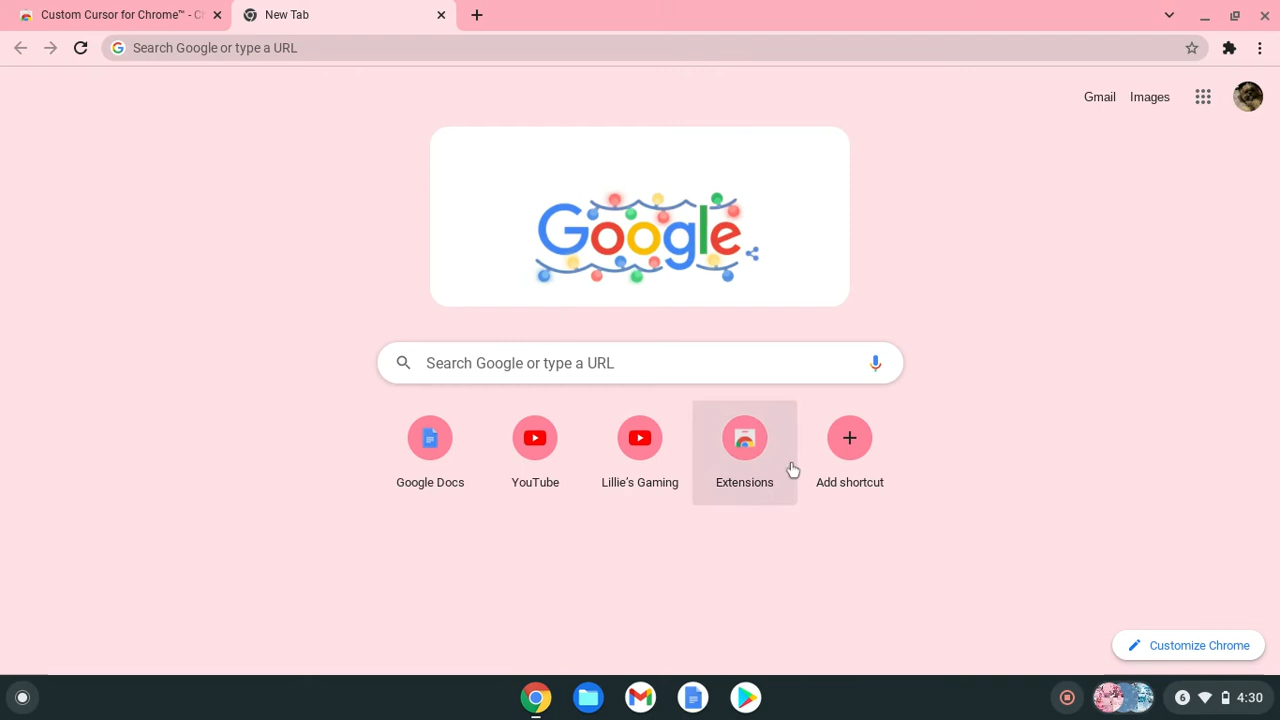 Custom Cursor for Chrome™ - C
New Tab
Search Google or type a URL
Gmail
Images
Google
Search Google or type a URL
Google Docs
YouTube
Lillie's Gaming
Extensions
Add shortcut
Customize Chrome
6
4:30